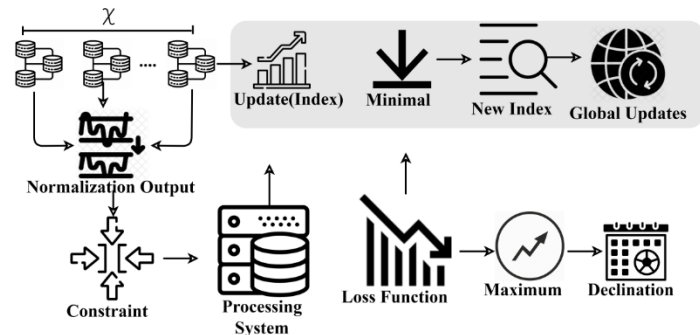 χ
....
Update(Index)
Minimal
New Index
Global Updates
Normalization Output
Constraint
Processing
System
Loss Function
Maximum
Declination